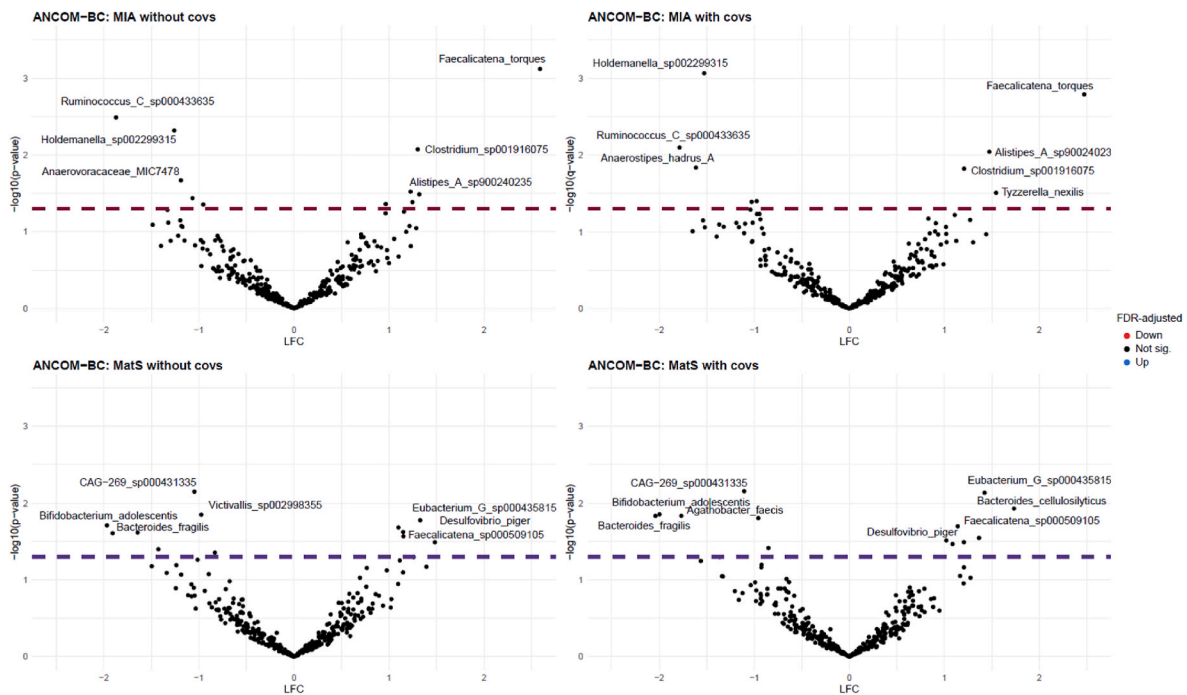 ANCOM−BC: MIA without covs
−log10(p−value)
3
2
1
0
Faecalicatena_torques
Ruminococcus_C_sp000433635
Holdemanella_sp002299315
Clostridium_sp001916075
Anaerovoracaceae_MIC7478
Alistipes_A_sp900240235
−2
−1
0
1
2
LFC
ANCOM−BC: MIA with covs
−log10(q−value)
3
2
1
0
Holdemanella_sp002299315
Faecalicatena_torques
Ruminococcus_C_sp000433635
Alistipes_A_sp90024023
Anaerostipes_hadrus_A
Clostridium_sp001916075
Tyzzerella_nexilis
−2
−1
0
1
2
LFC
FDR-adjusted
Down
Not sig.
Up
ANCOM−BC: MatS without covs
−log10(p−value)
3
2
1
0
CAG−269_sp000431335
Victivallis_sp002998355
Eubacterium_G_sp000435815
Bifidobacterium_adolescentis
Desulfovibrio_piger
Bacteroides_fragilis
Faecalicatena_sp000509105
−2
−1
0
1
2
LFC
ANCOM−BC: MatS with covs
−log10(p−value)
3
2
1
0
CAG−269_sp000431335
Eubacterium_G_sp000435815
Bifidobacterium_adolescentis
Bacteroides_cellulosilyticus
Agathobacter_faecis
Bacteroides_fragilis
Faecalicatena_sp000509105
Desulfovibrio_piger
−2
−1
0
1
2
LFC